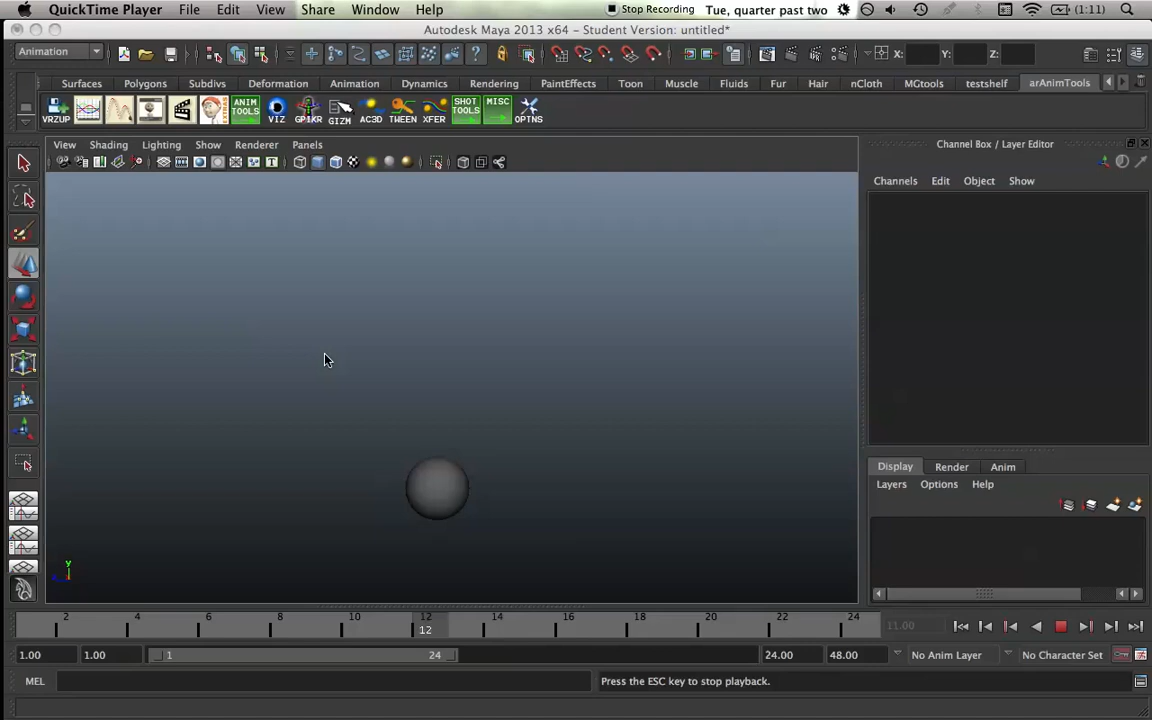 QuickTime Player File Edit View Share Window Help Stop Recording Tue, quarter past two (1:11)
Autodesk Maya 2013 x64 – Student Version: untitled*
Animation X: Y: Z:
Surfaces Polygons Subdivs Deformation Animation Dynamics Rendering PaintEffects Toon Muscle Fluids Fur Hair nCloth MGtools testshelf arAnimTools
VRZUP ANIM TOOLS VIZ GPIKR GIZM AC3D TWEEN XFER SHOT TOOLS MISC OPTNS
View Shading Lighting Show Renderer Panels
Channel Box / Layer Editor
Channels Edit Object Show
Display Render Anim
Layers Options Help
y
2 4 6 8 10 12 14 16 18 20 22 24
12
11.00
1.00 1.00 1 24 24.00 48.00 No Anim Layer No Character Set
MEL Press the ESC key to stop playback.